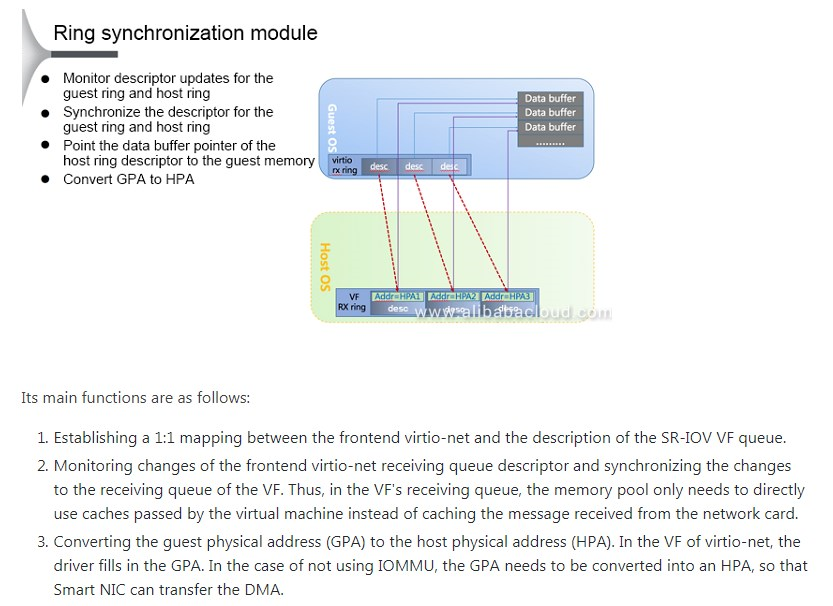 Ring synchronization module
● Monitor descriptor updates for the
guest ring and host ring
● Synchronize the descriptor for the
guest ring and host ring
● Point the data buffer pointer of the
host ring descriptor to the guest memory
● Convert GPA to HPA
Guest OS
Data buffer
Data buffer
Data buffer
.........
virtio
rx ring
desc desc desc
Host OS
VF
RX ring
Addr=HPA1 Addr=HPA2 Addr=HPA3
desc desc desc
www.alibabacloud.com
Its main functions are as follows:
1. Establishing a 1:1 mapping between the frontend virtio-net and the description of the SR-IOV VF queue.
2. Monitoring changes of the frontend virtio-net receiving queue descriptor and synchronizing the changes
to the receiving queue of the VF. Thus, in the VF's receiving queue, the memory pool only needs to directly
use caches passed by the virtual machine instead of caching the message received from the network card.
3. Converting the guest physical address (GPA) to the host physical address (HPA). In the VF of virtio-net, the
driver fills in the GPA. In the case of not using IOMMU, the GPA needs to be converted into an HPA, so that
Smart NIC can transfer the DMA.